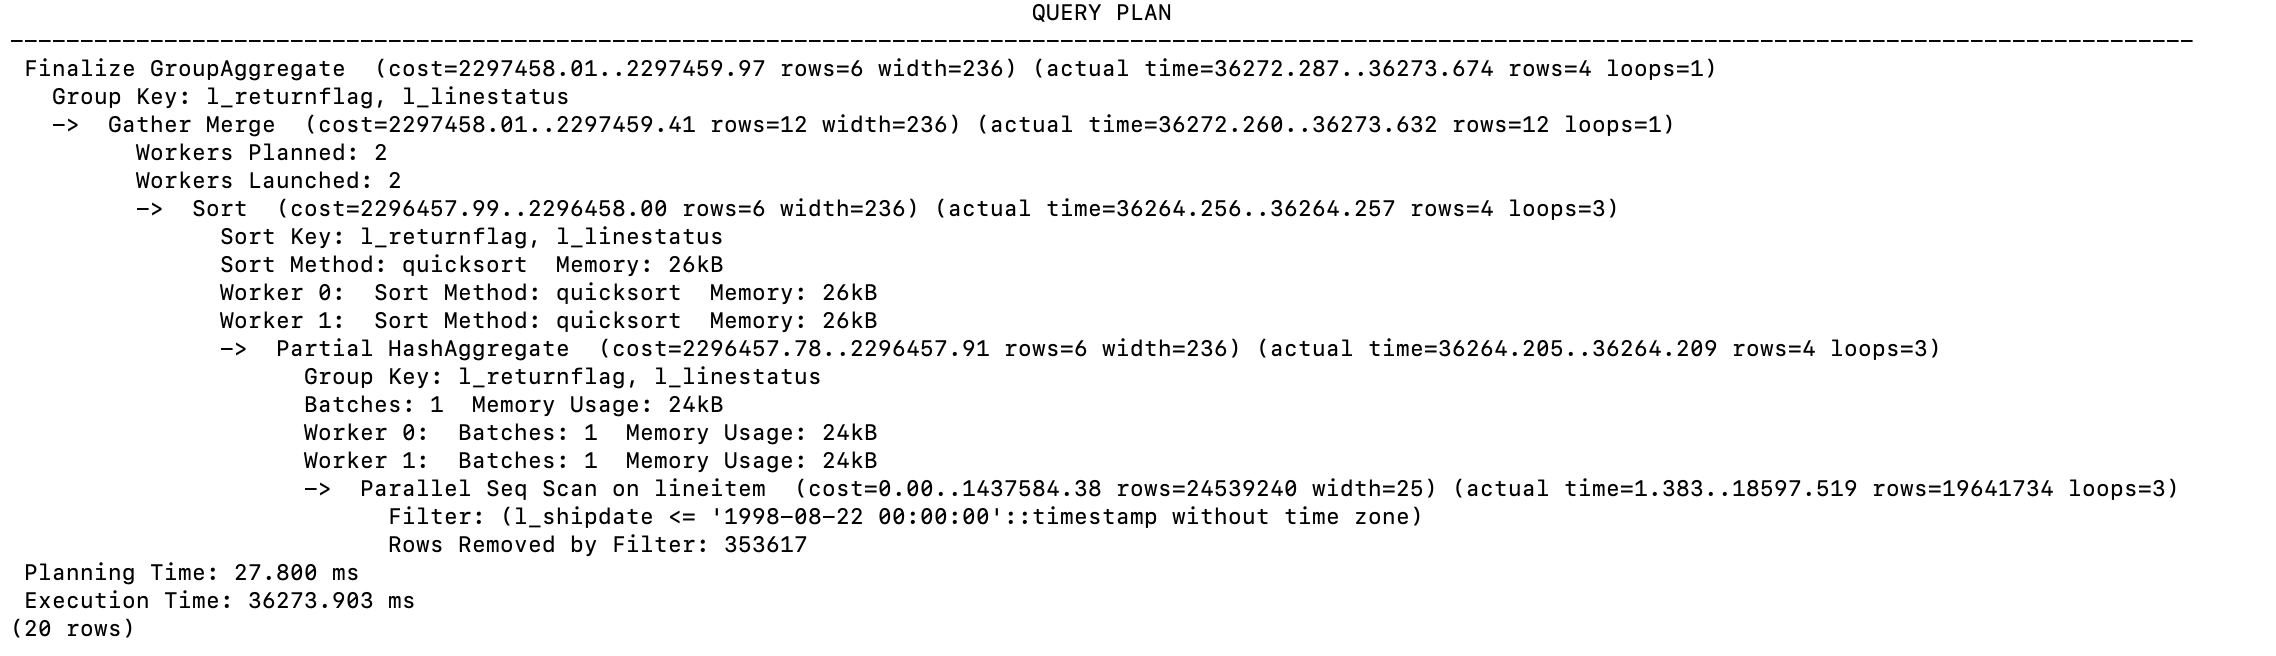 QUERY PLAN
------------------------------------------------------------------------------------------------------------------------------------------------------------
Finalize GroupAggregate  (cost=2297458.01..2297459.97 rows=6 width=236) (actual time=36272.287..36273.674 rows=4 loops=1)
  Group Key: l_returnflag, l_linestatus
  ->  Gather Merge  (cost=2297458.01..2297459.41 rows=12 width=236) (actual time=36272.260..36273.632 rows=12 loops=1)
        Workers Planned: 2
        Workers Launched: 2
        ->  Sort  (cost=2296457.99..2296458.00 rows=6 width=236) (actual time=36264.256..36264.257 rows=4 loops=3)
              Sort Key: l_returnflag, l_linestatus
              Sort Method: quicksort  Memory: 26kB
              Worker 0:  Sort Method: quicksort  Memory: 26kB
              Worker 1:  Sort Method: quicksort  Memory: 26kB
              ->  Partial HashAggregate  (cost=2296457.78..2296457.91 rows=6 width=236) (actual time=36264.205..36264.209 rows=4 loops=3)
                    Group Key: l_returnflag, l_linestatus
                    Batches: 1  Memory Usage: 24kB
                    Worker 0:  Batches: 1  Memory Usage: 24kB
                    Worker 1:  Batches: 1  Memory Usage: 24kB
                    ->  Parallel Seq Scan on lineitem  (cost=0.00..1437584.38 rows=24539240 width=25) (actual time=1.383..18597.519 rows=19641734 loops=3)
                          Filter: (l_shipdate <= '1998-08-22 00:00:00'::timestamp without time zone)
                          Rows Removed by Filter: 353617
Planning Time: 27.800 ms
Execution Time: 36273.903 ms
(20 rows)